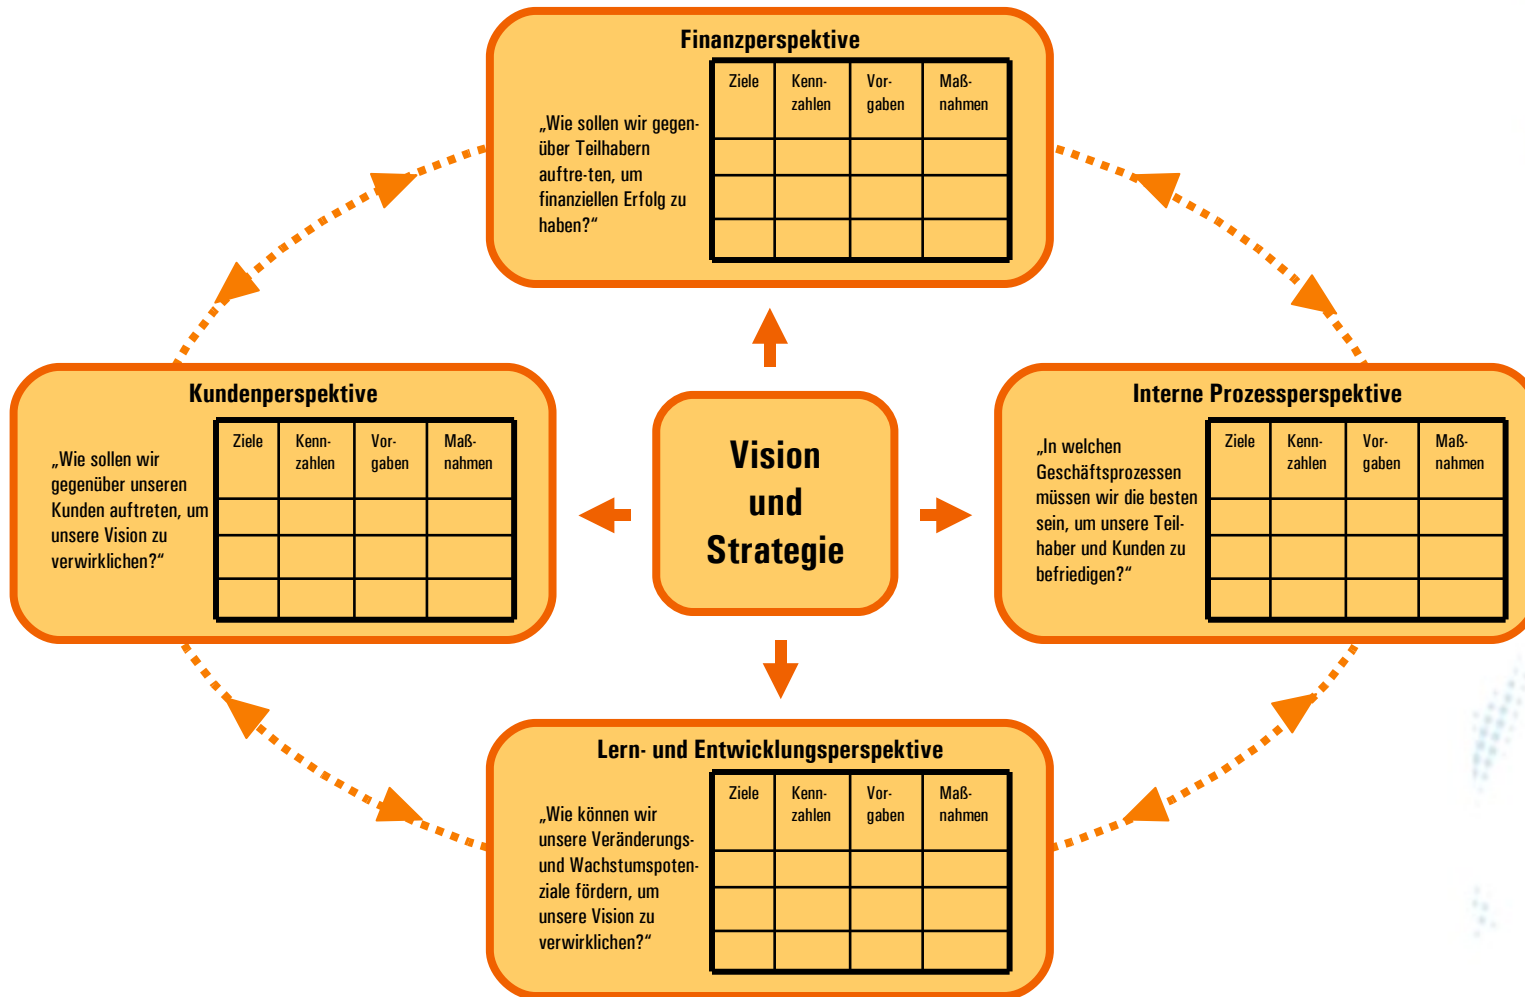 Finanzperspektive
„Wie sollen wir gegen-
über Teilhabern
auftre-ten, um
finanziellen Erfolg zu
haben?“
Ziele Kenn- Vor- Maß-
zahlen gaben nahmen
Kundenperspektive
„Wie sollen wir
gegenüber unseren
Kunden auftreten, um
unsere Vision zu
verwirklichen?“
Ziele Kenn- Vor- Maß-
zahlen gaben nahmen
Vision
und
Strategie
Interne Prozessperspektive
„In welchen
Geschäftsprozessen
müssen wir die besten
sein, um unsere Teil-
haber und Kunden zu
befriedigen?“
Ziele Kenn- Vor- Maß-
zahlen gaben nahmen
Lern- und Entwicklungsperspektive
„Wie können wir
unsere Veränderungs-
und Wachstumspoten-
ziale fördern, um
unsere Vision zu
verwirklichen?“
Ziele Kenn- Vor- Maß-
zahlen gaben nahmen